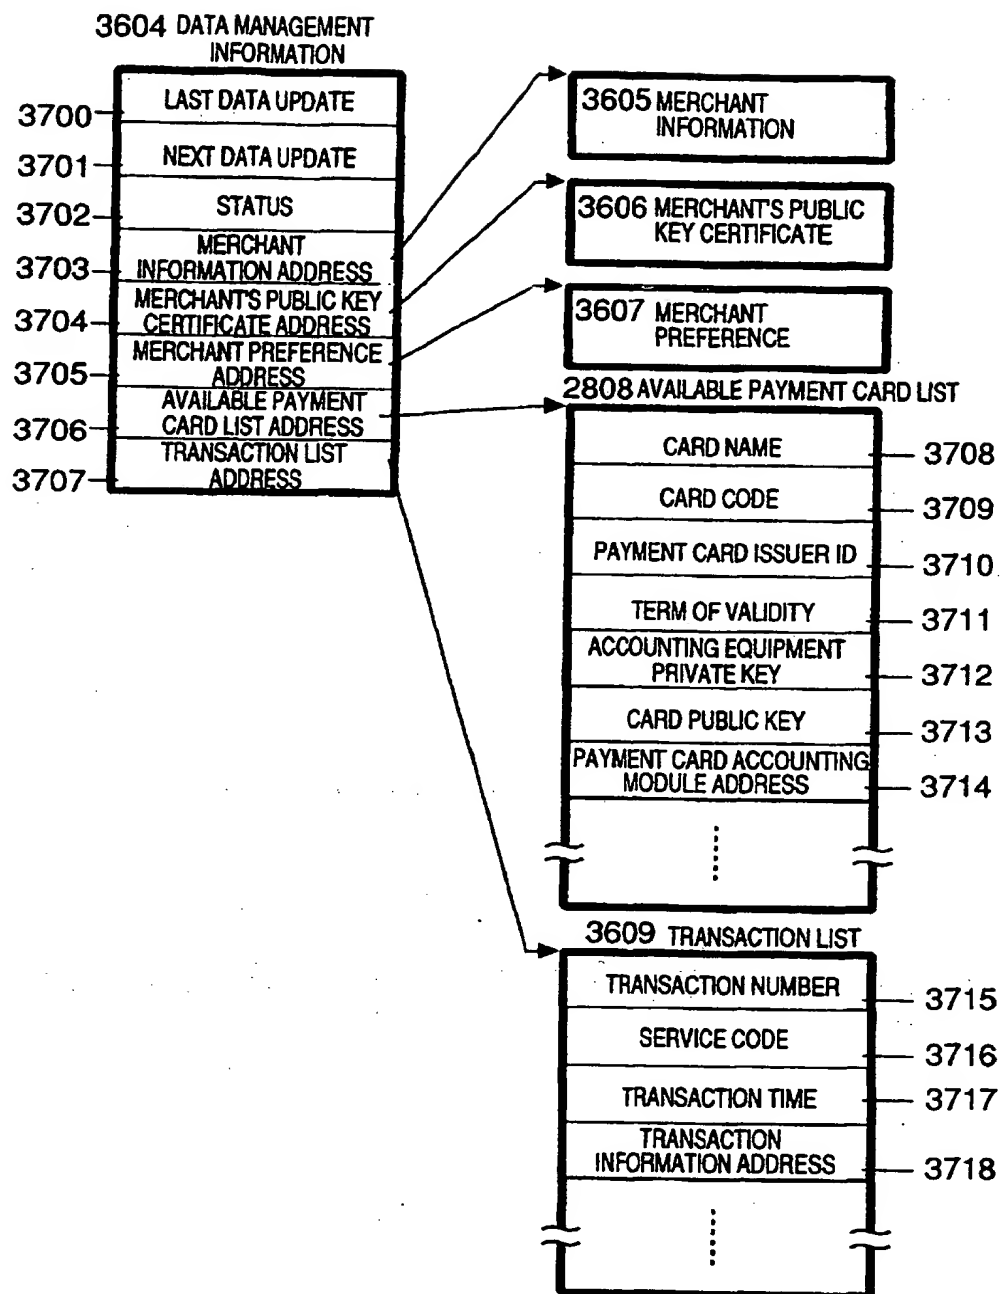 3604 DATA MANAGEMENT
INFORMATION
3700
LAST DATA UPDATE
3701
NEXT DATA UPDATE
3702
STATUS
3703
MERCHANT
INFORMATION ADDRESS
3704
MERCHANT'S PUBLIC KEY
CERTIFICATE ADDRESS
3705
MERCHANT PREFERENCE
ADDRESS
3706
AVAILABLE PAYMENT
CARD LIST ADDRESS
3707
TRANSACTION LIST
ADDRESS
3605 MERCHANT
INFORMATION
3606 MERCHANT'S PUBLIC
KEY CERTIFICATE
3607 MERCHANT
PREFERENCE
2808 AVAILABLE PAYMENT CARD LIST
CARD NAME
3708
CARD CODE
3709
PAYMENT CARD ISSUER ID
3710
TERM OF VALIDITY
3711
ACCOUNTING EQUIPMENT
PRIVATE KEY
3712
CARD PUBLIC KEY
3713
PAYMENT CARD ACCOUNTING
MODULE ADDRESS
3714
3609 TRANSACTION LIST
TRANSACTION NUMBER
3715
SERVICE CODE
3716
TRANSACTION TIME
3717
TRANSACTION
INFORMATION ADDRESS
3718